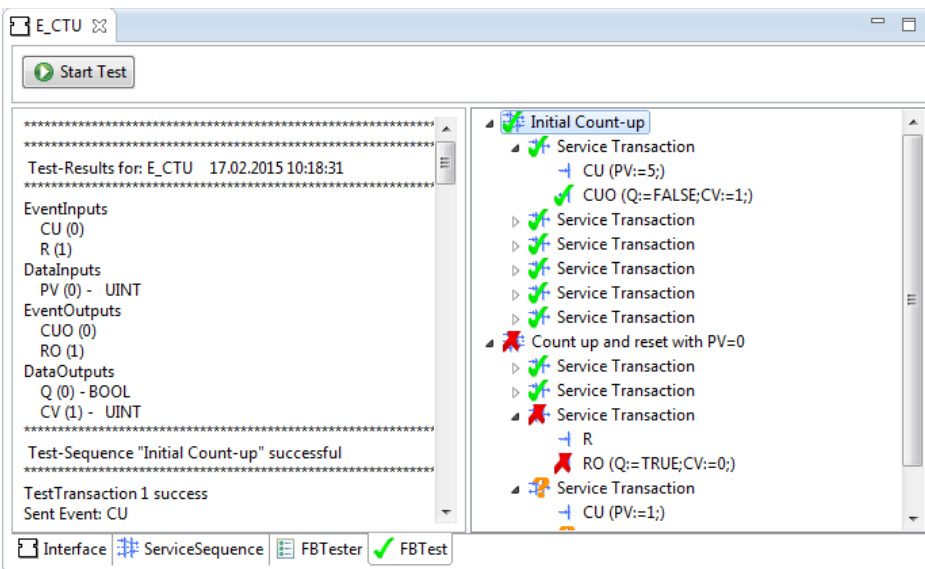 E_CTU
Start Test
****************************************************************
****************************************************************
Test-Results for: E_CTU 17.02.2015 10:18:31
****************************************************************
EventInputs
CU (0)
R (1)
DataInputs
PV (0) - UINT
EventOutputs
CUO (0)
RO (1)
DataOutputs
Q (0) - BOOL
CV (1) - UINT
****************************************************************
Test-Sequence "Initial Count-up" successful
****************************************************************
TestTransaction 1 success
Sent Event: CU
Initial Count-up
Service Transaction
CU (PV:=5;)
CUO (Q:=FALSE;CV:=1;)
Service Transaction
Service Transaction
Service Transaction
Service Transaction
Service Transaction
Count up and reset with PV=0
Service Transaction
Service Transaction
Service Transaction
R
RO (Q:=TRUE;CV:=0;)
Service Transaction
CU (PV:=1;)
Interface ServiceSequence FBTester FBTest